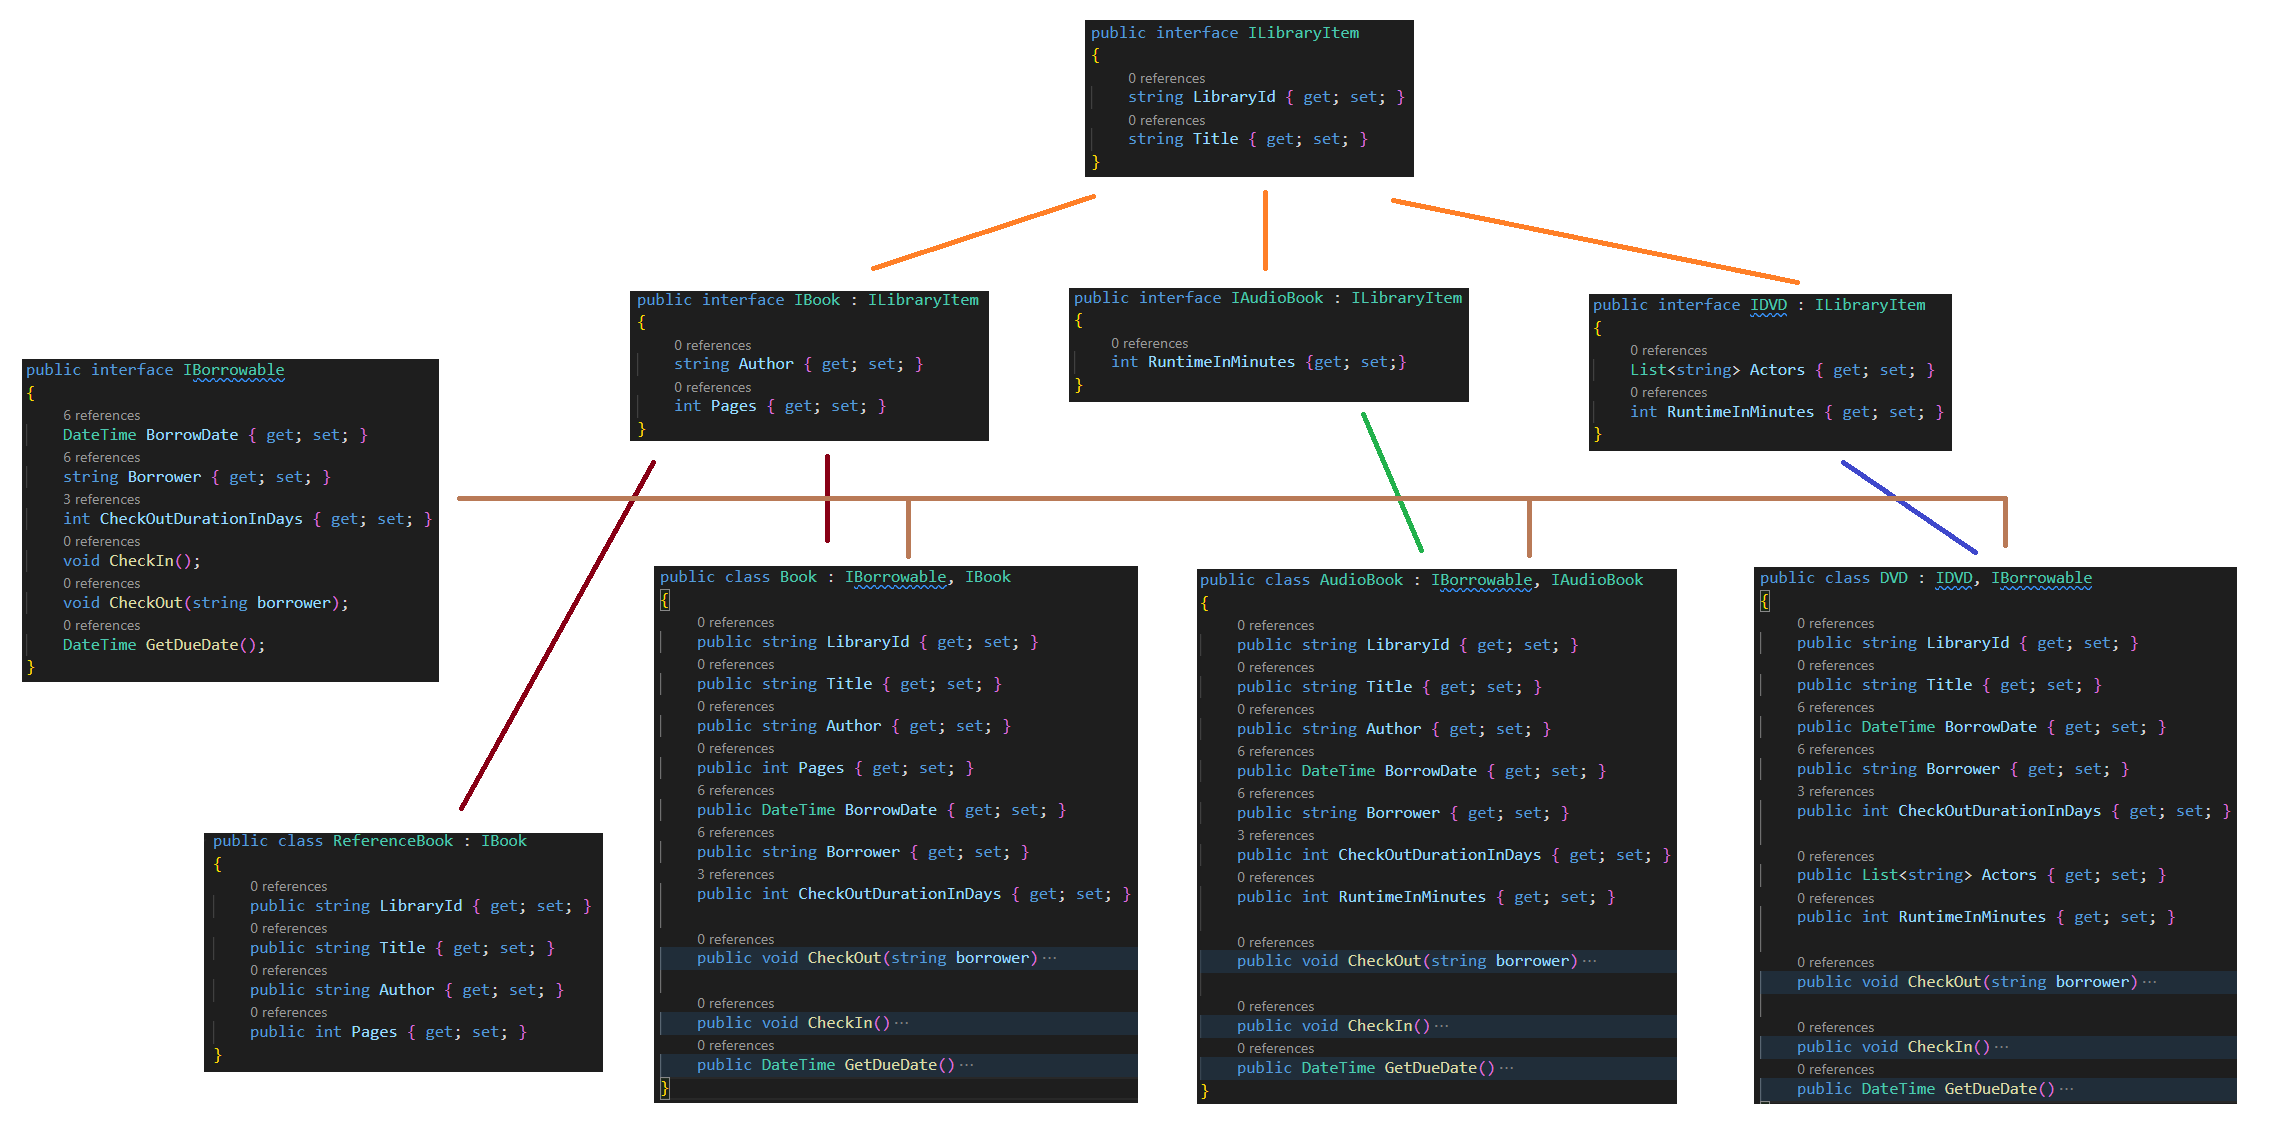 public interface ILibraryItem
{
0 references
string LibraryId { get; set; }
0 references
string Title { get; set; }
}
public interface IBook : ILibraryItem
{
0 references
string Author { get; set; }
0 references
int Pages { get; set; }
}
public interface IAudioBook : ILibraryItem
{
0 references
int RuntimeInMinutes {get; set;}
}
public interface IDVD : ILibraryItem
{
0 references
List<string> Actors { get; set; }
0 references
int RuntimeInMinutes { get; set; }
}
public interface IBorrowable
{
6 references
DateTime BorrowDate { get; set; }
6 references
string Borrower { get; set; }
3 references
int CheckOutDurationInDays { get; set; }
0 references
void CheckIn();
0 references
void CheckOut(string borrower);
0 references
DateTime GetDueDate();
}
public class ReferenceBook : IBook
{
0 references
public string LibraryId { get; set; }
0 references
public string Title { get; set; }
0 references
public string Author { get; set; }
0 references
public int Pages { get; set; }
}
public class Book : IBorrowable, IBook
{
0 references
public string LibraryId { get; set; }
0 references
public string Title { get; set; }
0 references
public string Author { get; set; }
0 references
public int Pages { get; set; }
6 references
public DateTime BorrowDate { get; set; }
6 references
public string Borrower { get; set; }
3 references
public int CheckOutDurationInDays { get; set; }
0 references
public void CheckOut(string borrower)···
0 references
public void CheckIn()···
0 references
public DateTime GetDueDate()···
}
public class AudioBook : IBorrowable, IAudioBook
{
0 references
public string LibraryId { get; set; }
0 references
public string Title { get; set; }
0 references
public string Author { get; set; }
6 references
public DateTime BorrowDate { get; set; }
6 references
public string Borrower { get; set; }
3 references
public int CheckOutDurationInDays { get; set; }
0 references
public int RuntimeInMinutes { get; set; }
0 references
public void CheckOut(string borrower)···
0 references
public void CheckIn()···
0 references
public DateTime GetDueDate()···
}
public class DVD : IDVD, IBorrowable
{
0 references
public string LibraryId { get; set; }
0 references
public string Title { get; set; }
6 references
public DateTime BorrowDate { get; set; }
6 references
public string Borrower { get; set; }
3 references
public int CheckOutDurationInDays { get; set; }
0 references
public List<string> Actors { get; set; }
0 references
public int RuntimeInMinutes { get; set; }
0 references
public void CheckOut(string borrower)···
0 references
public void CheckIn()···
0 references
public DateTime GetDueDate()···